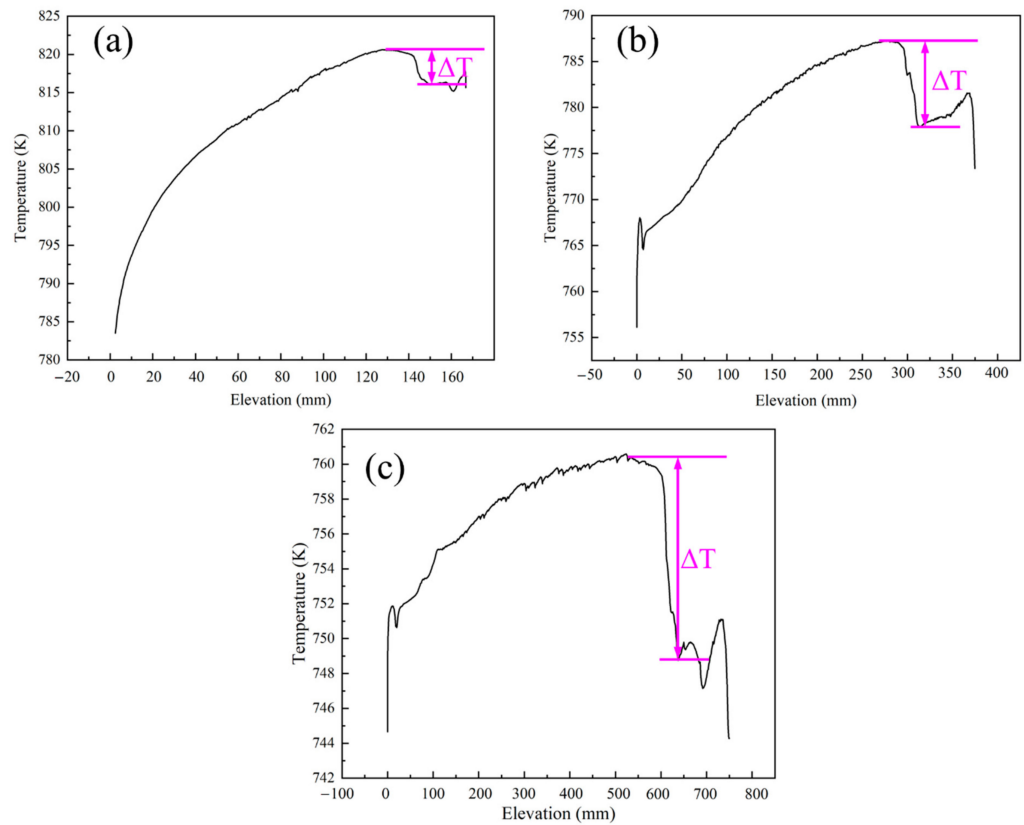 (a)
825
820
815
810
805
800
795
790
785
780
Temperature (K)
ΔT
−20 0 20 40 60 80 100 120 140 160
Elevation (mm)
(b)
790
785
780
775
770
765
760
755
Temperature (K)
ΔT
−50 0 50 100 150 200 250 300 350 400
Elevation (mm)
(c)
762
760
758
756
754
752
750
748
746
744
742
Temperature (K)
ΔT
−100 0 100 200 300 400 500 600 700 800
Elevation (mm)